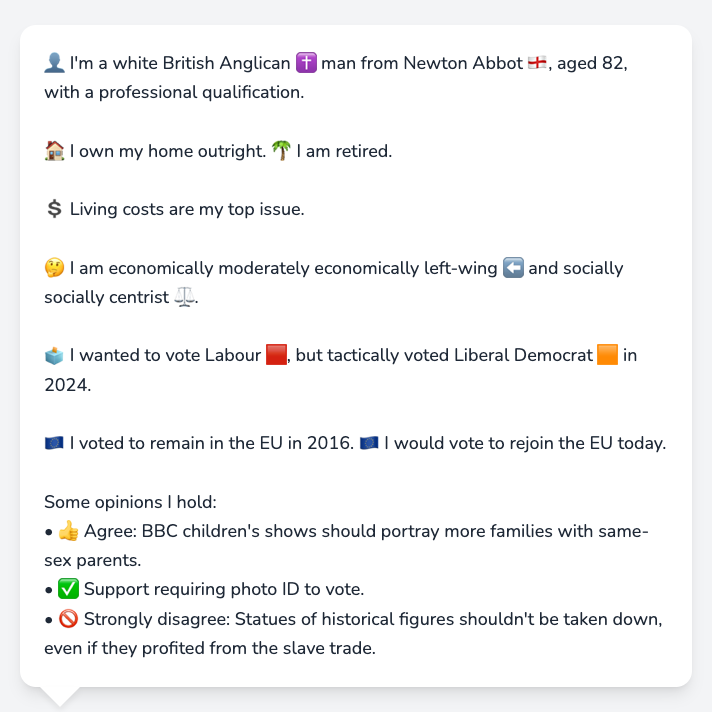 👤 I'm a white British Anglican ✝️ man from Newton Abbot 🏴󠁧󠁢󠁥󠁮󠁧󠁿, aged 82,
with a professional qualification.
🏠 I own my home outright. 🌴 I am retired.
💲 Living costs are my top issue.
🤔 I am economically moderately economically left-wing ⬅️ and socially
socially centrist ⚖️.
🗳️ I wanted to vote Labour 🟥, but tactically voted Liberal Democrat 🟧 in
2024.
🇪🇺 I voted to remain in the EU in 2016. 🇪🇺 I would vote to rejoin the EU today.
Some opinions I hold:
• 👍 Agree: BBC children's shows should portray more families with same-
sex parents.
• ✅ Support requiring photo ID to vote.
• 🚫 Strongly disagree: Statues of historical figures shouldn't be taken down,
even if they profited from the slave trade.